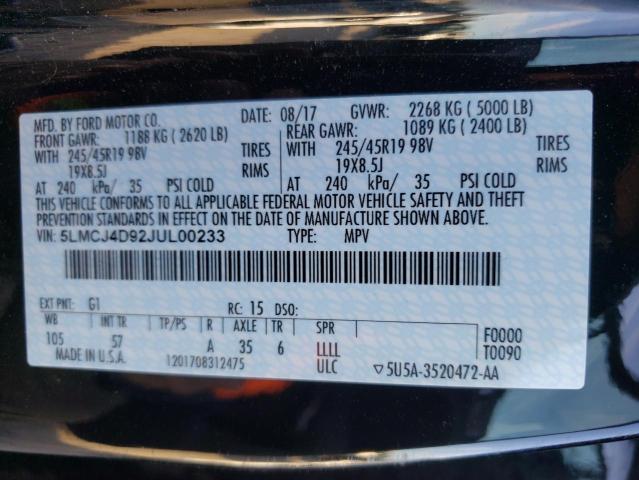 MFD. BY FORD MOTOR CO. DATE: 08/17 GVWR: 2268 KG ( 5000 LB)
FRONT GAWR: 1188 KG ( 2620 LB) REAR GAWR: 1089 KG ( 2400 LB)
WITH 245/45R19 98V TIRES WITH 245/45R19 98V TIRES
19X8.5J RIMS 19X8.5J RIMS
AT 240 kPa/ 35 PSI COLD AT 240 kPa/ 35 PSI COLD
THIS VEHICLE CONFORMS TO ALL APPLICABLE FEDERAL MOTOR VEHICLE SAFETY AND THEFT
PREVENTION STANDARDS IN EFFECT ON THE DATE OF MANUFACTURE SHOWN ABOVE.
VIN: 5LMCJ4D92JUL00233 TYPE: MPV
EXT PNT: G1 RC: 15 DSO:
WB INT TR TP/PS R AXLE TR SPR F0000
105 57 A 35 6 LLLL T0090
MADE IN U.S.A. 1201708312475 ULC ▽5U5A-3520472-AA